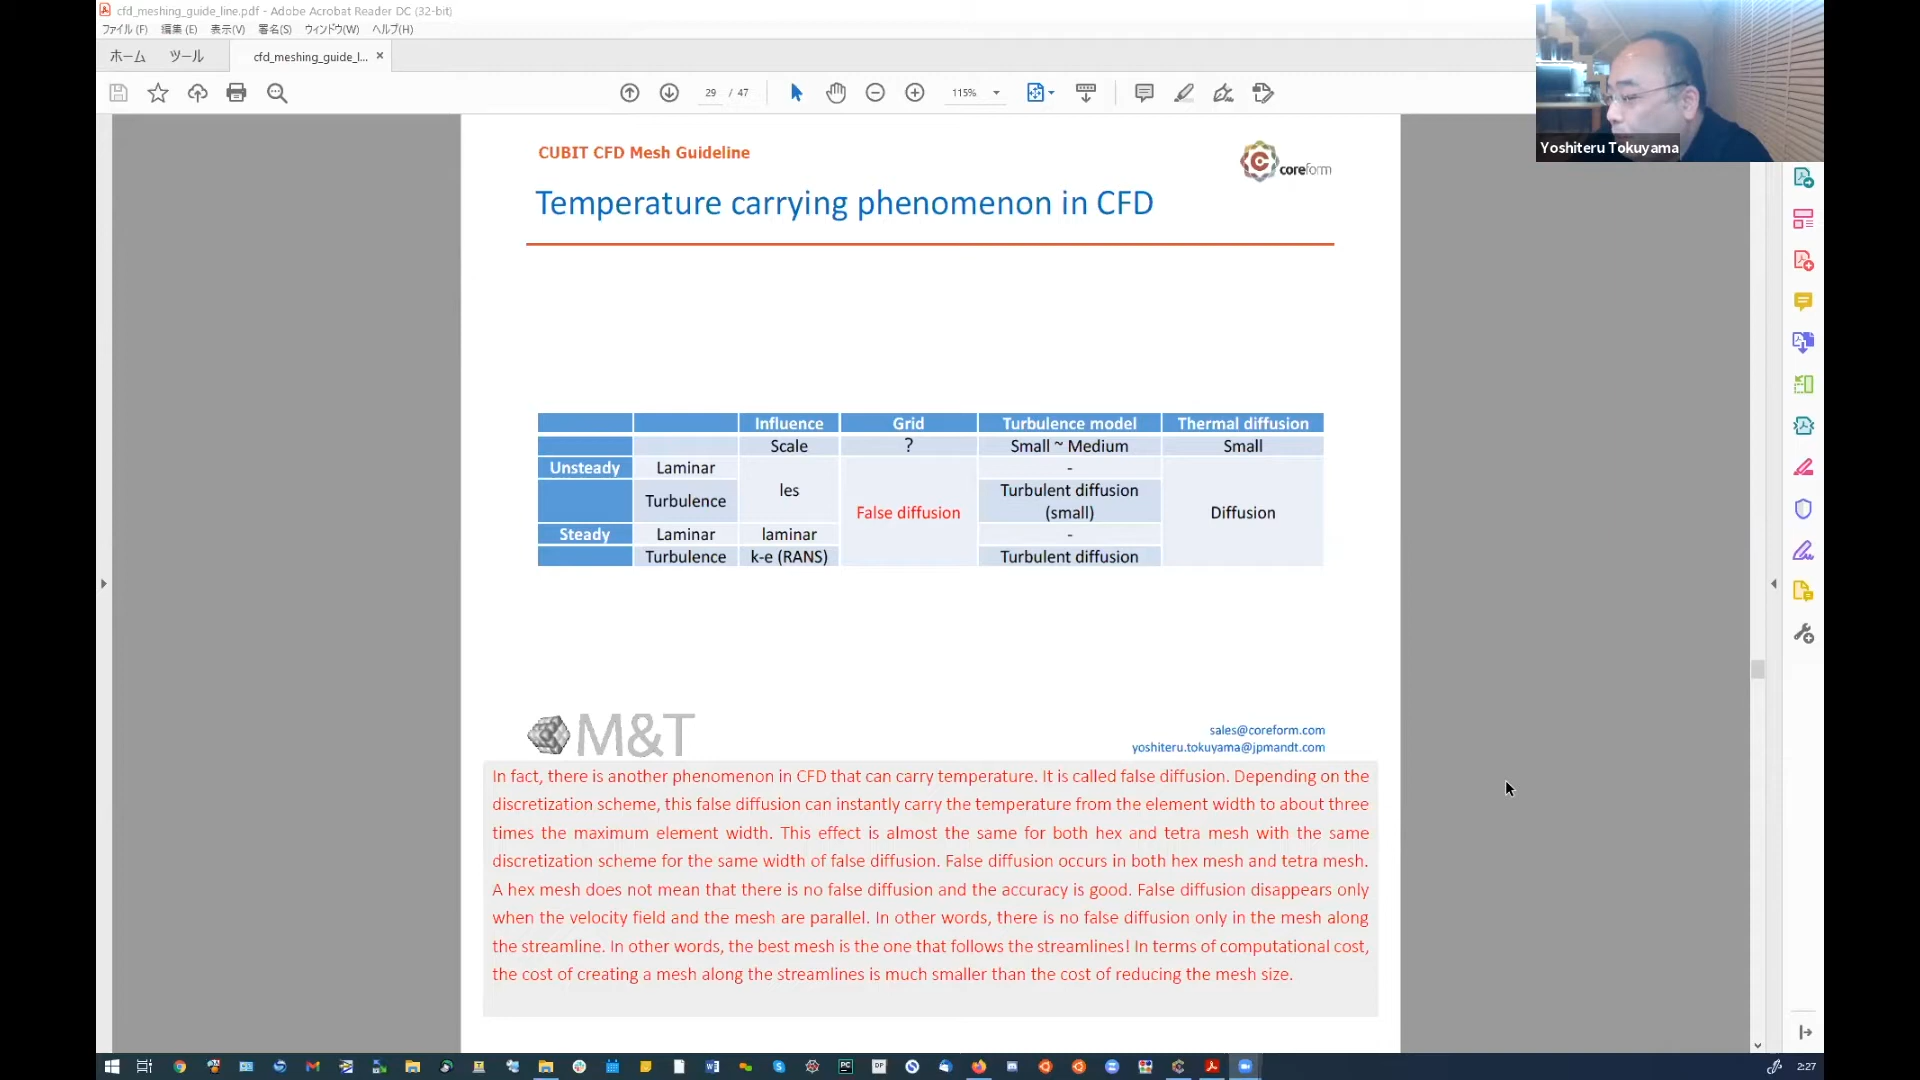 cfd_meshing_guide_line.pdf - Adobe Acrobat Reader DC (32-bit)
ファイル(F) 編集(E) 表示(V) 署名(S) ウィンドウ(W) ヘルプ(H)
ホーム ツール cfd_meshing_guide_l... ×
29 / 47 115%
Yoshiteru Tokuyama
CUBIT CFD Mesh Guideline
coreform
Temperature carrying phenomenon in CFD
Influence Grid Turbulence model Thermal diffusion
Scale ? Small ~ Medium Small
Unsteady Laminar les False diffusion - Diffusion
Turbulence Turbulent diffusion (small)
Steady Laminar laminar -
Turbulence k-e (RANS) Turbulent diffusion
M&T
sales@coreform.com
yoshiteru.tokuyama@jpmandt.com
In fact, there is another phenomenon in CFD that can carry temperature. It is called false diffusion. Depending on the
discretization scheme, this false diffusion can instantly carry the temperature from the element width to about three
times the maximum element width. This effect is almost the same for both hex and tetra mesh with the same
discretization scheme for the same width of false diffusion. False diffusion occurs in both hex mesh and tetra mesh.
A hex mesh does not mean that there is no false diffusion and the accuracy is good. False diffusion disappears only
when the velocity field and the mesh are parallel. In other words, there is no false diffusion only in the mesh along
the streamline. In other words, the best mesh is the one that follows the streamlines! In terms of computational cost,
the cost of creating a mesh along the streamlines is much smaller than the cost of reducing the mesh size.
2:27